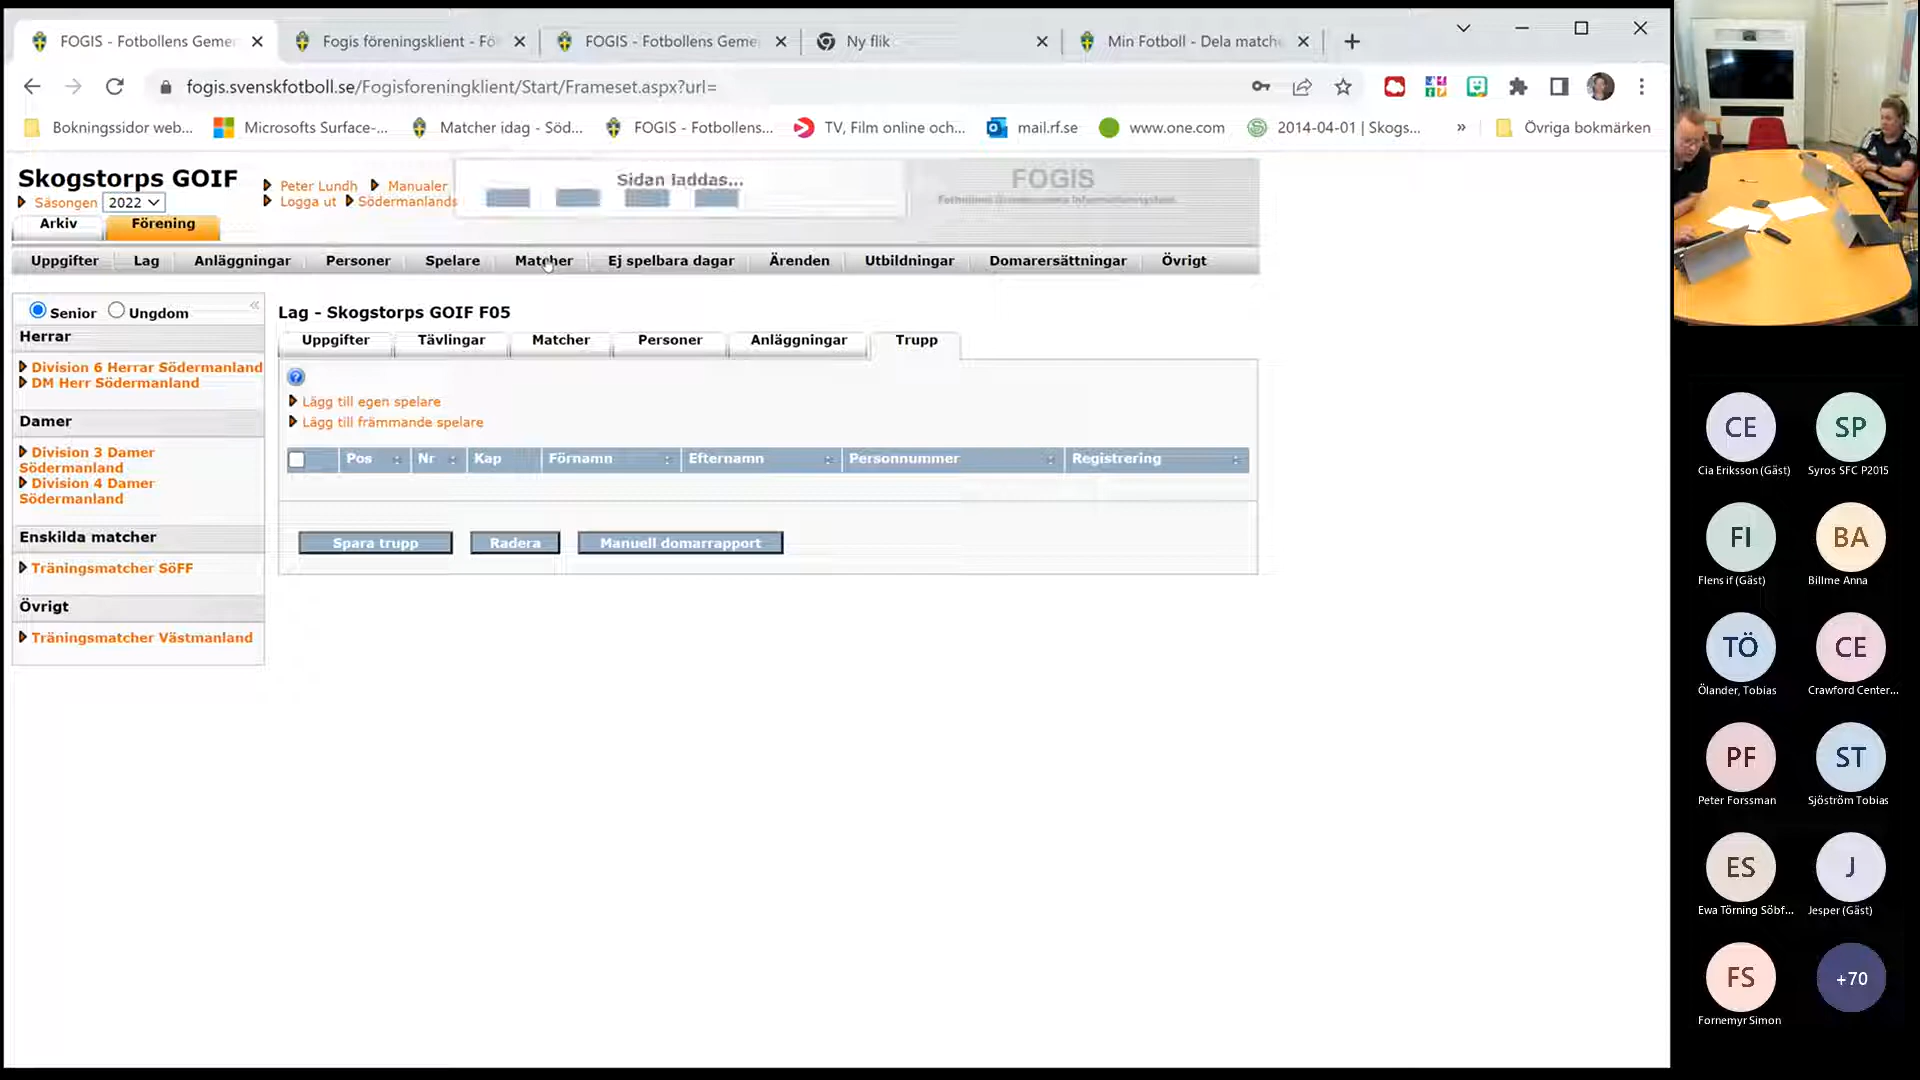 FOGIS - Fotbollens Geme
Fogis föreningsklient - Fö
FOGIS - Fotbollens Geme
Ny flik
Min Fotboll - Dela match
fogis.svenskfotboll.se/Fogisforeningklient/Start/Frameset.aspx?url=
Bokningssidor web...
Microsofts Surface-...
Matcher idag - Söd...
FOGIS - Fotbollens...
TV, Film online och...
mail.rf.se
www.one.com
2014-04-01 | Skogs...
»
Övriga bokmärken
Skogstorps GOIF
Peter Lundh
Manualer
Säsongen
2022
Logga ut
Södermanlands
Sidan laddas...
FOGIS
Arkiv
Förening
Uppgifter
Lag
Anläggningar
Personer
Spelare
Matcher
Ej spelbara dagar
Ärenden
Utbildningar
Domarersättningar
Övrigt
Senior
Ungdom
«
Herrar
Division 6 Herrar Södermanland
DM Herr Södermanland
Damer
Division 3 Damer
Södermanland
Division 4 Damer
Södermanland
Enskilda matcher
Träningsmatcher SöFF
Övrigt
Träningsmatcher Västmanland
Lag - Skogstorps GOIF F05
Uppgifter
Tävlingar
Matcher
Personer
Anläggningar
Trupp
?
Lägg till egen spelare
Lägg till främmande spelare
Pos
Nr
Kap
Förnamn
Efternamn
Personnummer
Registrering
Spara trupp
Radera
Manuell domarrapport
CE
Cia Eriksson (Gäst)
SP
Syros SFC P2015
FI
Flens if (Gäst)
BA
Billme Anna
TÖ
Ölander, Tobias
CE
Crawford Center...
PF
Peter Forssman
ST
Sjöström Tobias
ES
Ewa Törning Söbf...
J
Jesper (Gäst)
FS
Fornemyr Simon
+70